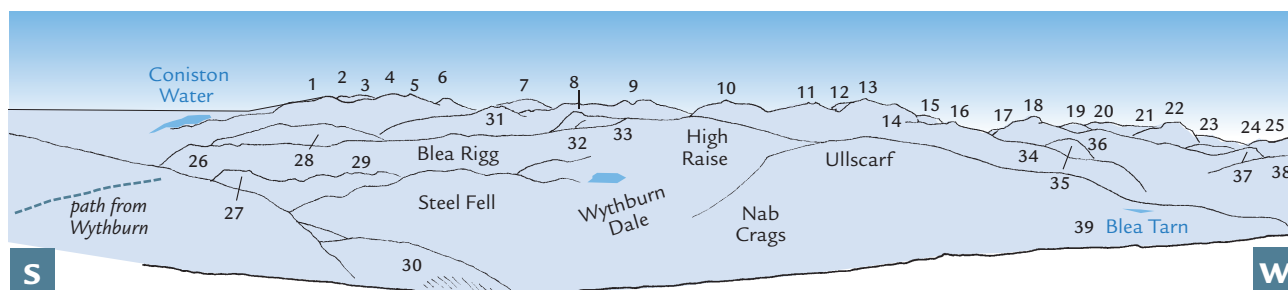 Coniston
Water
1 2 3 4 5 6 7 8 9 10 11 12 13 14 15 16 17 18 19 20 21 22 23 24 25
26 27 28 29 30 31 32 33 34 35 36 37 38 39
Blea Rigg
High
Raise
Ullscarf
Steel Fell
Wythburn
Dale
Nab
Crags
Blea Tarn
path from
Wythburn
S
W